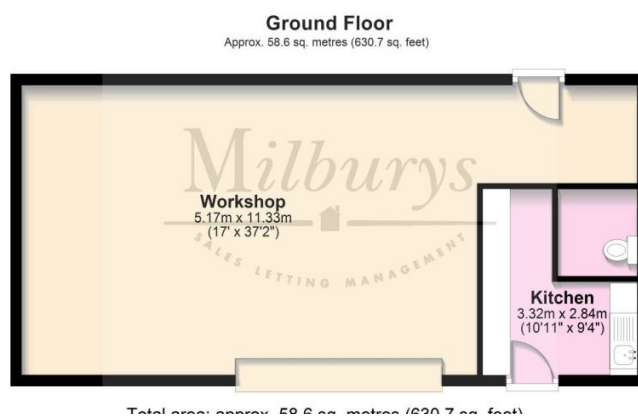 Ground Floor
Approx. 58.6 sq. metres (630.7 sq. feet)
Milburys
SALES LETTING MANAGEMENT
Workshop
5.17m x 11.33m
(17' x 37'2")
Kitchen
3.32m x 2.84m
(10'11" x 9'4")
Total area: approx. 58.6 sq. metres (630.7 sq. feet)